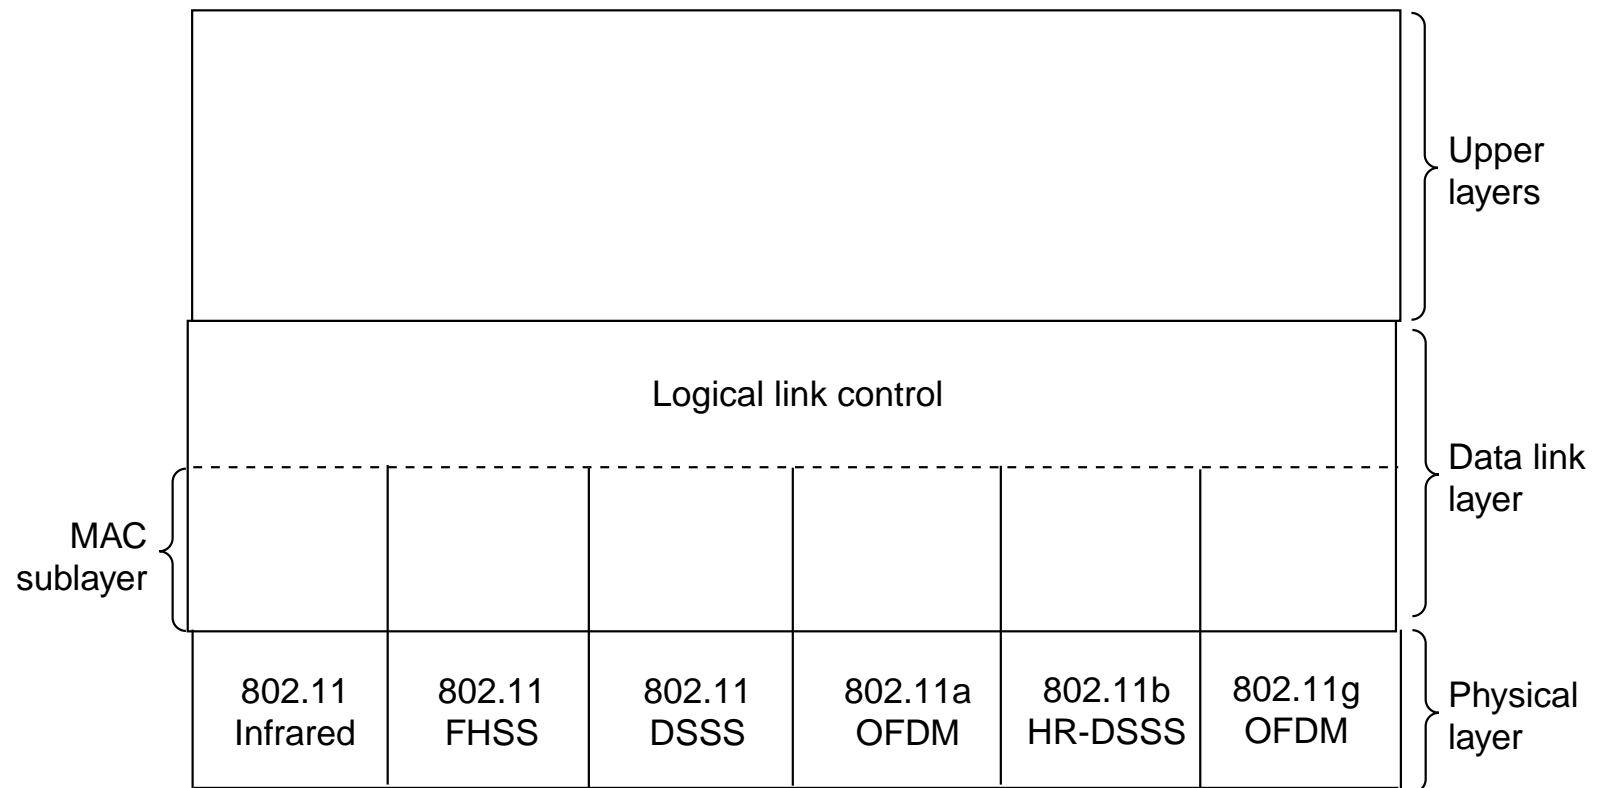 Upper
layers
Logical link control
Data link
layer
MAC
sublayer
802.11
Infrared
802.11
FHSS
802.11
DSSS
802.11a
OFDM
802.11b
HR-DSSS
802.11g
OFDM
Physical
layer